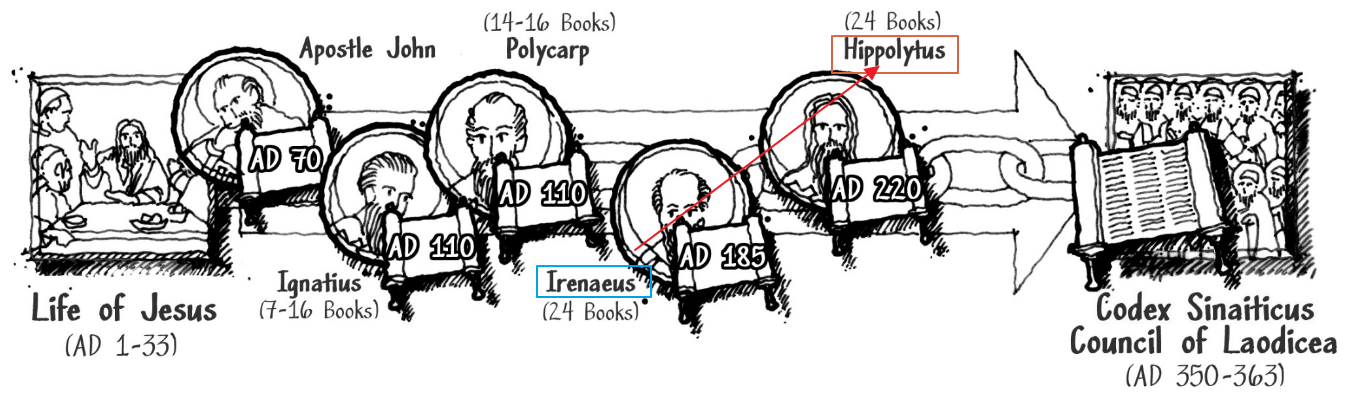 Life of Jesus
(AD 1-33)
Apostle John
AD 70
Ignatius
(7-16 Books)
AD 110
(14-16 Books)
Polycarp
AD 110
Irenaeus
(24 Books)
AD 185
(24 Books)
Hippolytus
AD 220
Codex Sinaiticus
Council of Laodicea
(AD 350-363)